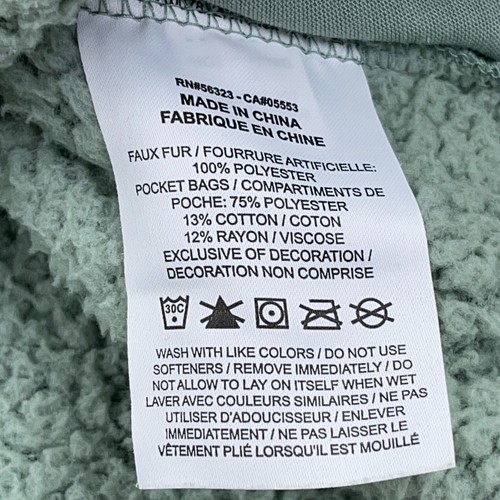 RN#56323 - CA#05553
MADE IN CHINA
FABRIQUE EN CHINE
FAUX FUR / FOURRURE ARTIFICIELLE:
100% POLYESTER
POCKET BAGS / COMPARTIMENTS DE
POCHE: 75% POLYESTER
13% COTTON / COTON
12% RAYON / VISCOSE
EXCLUSIVE OF DECORATION /
DECORATION NON COMPRISE
30C
WASH WITH LIKE COLORS / DO NOT USE
SOFTENERS / REMOVE IMMEDIATELY / DO
NOT ALLOW TO LAY ON ITSELF WHEN WET
LAVER AVEC COULEURS SIMILAIRES / NE PAS
UTILISER D'ADOUCISSEUR / ENLEVER
IMMEDIATEMENT / NE PAS LAISSER LE
VÊTEMENT PLIÉ LORSQU'IL EST MOUILLÉ